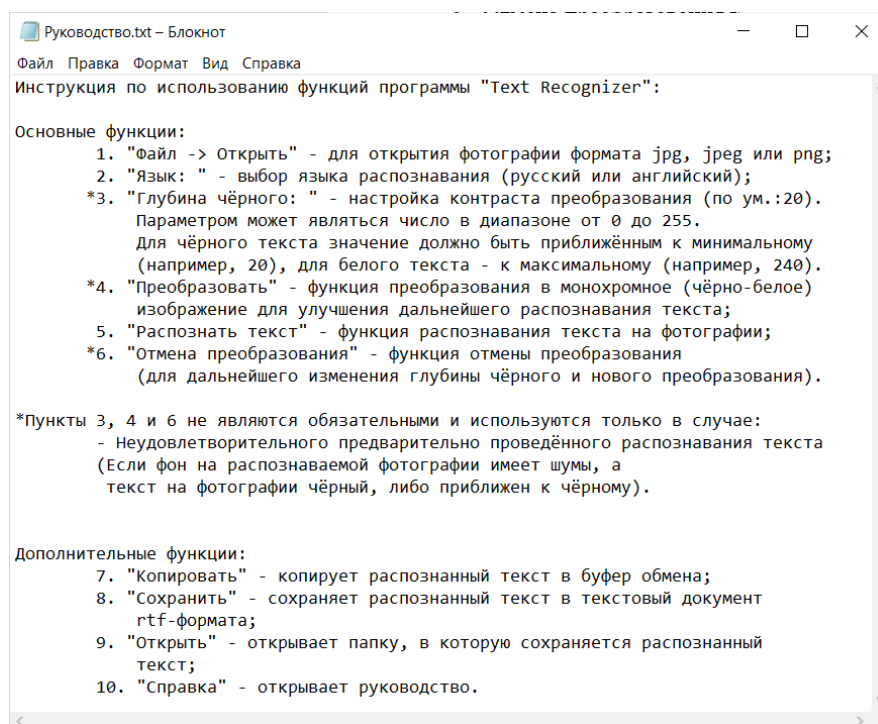 Руководство.txt – Блокнот
Файл Правка Формат Вид Справка
Инструкция по использованию функций программы "Text Recognizer":
Основные функции:
1. "Файл -> Открыть" - для открытия фотографии формата jpg, jpeg или png;
2. "Язык: " - выбор языка распознавания (русский или английский);
*3. "Глубина чёрного: " - настройка контраста преобразования (по ум.:20).
Параметром может являться число в диапазоне от 0 до 255.
Для чёрного текста значение должно быть приближённым к минимальному
(например, 20), для белого текста - к максимальному (например, 240).
*4. "Преобразовать" - функция преобразования в монохромное (чёрно-белое)
изображение для улучшения дальнейшего распознавания текста;
5. "Распознать текст" - функция распознавания текста на фотографии;
*6. "Отмена преобразования" - функция отмены преобразования
(для дальнейшего изменения глубины чёрного и нового преобразования).
*Пункты 3, 4 и 6 не являются обязательными и используются только в случае:
- Неудовлетворительного предварительно проведённого распознавания текста
(Если фон на распознаваемой фотографии имеет шумы, а
текст на фотографии чёрный, либо приближен к чёрному).
Дополнительные функции:
7. "Копировать" - копирует распознанный текст в буфер обмена;
8. "Сохранить" - сохраняет распознанный текст в текстовый документ
rtf-формата;
9. "Открыть" - открывает папку, в которую сохраняется распознанный
текст;
10. "Справка" - открывает руководство.